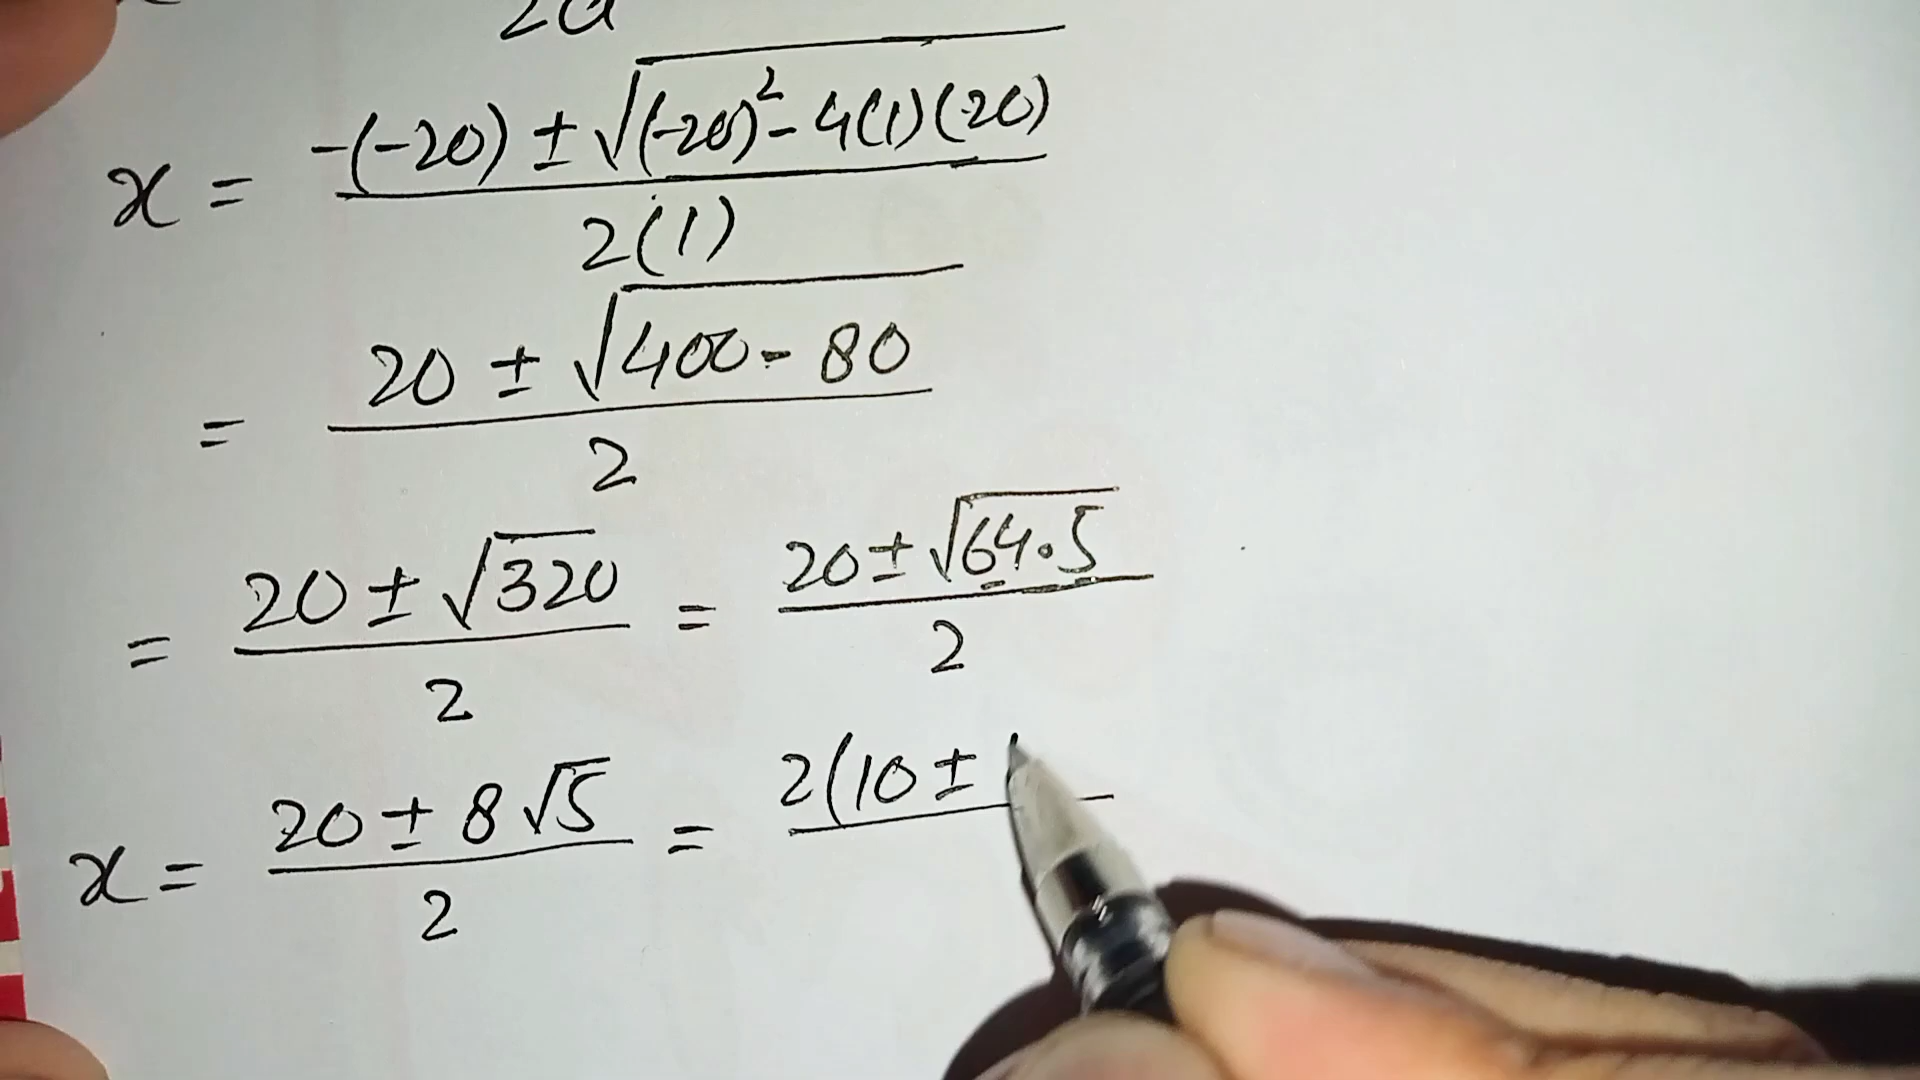 2a
x = -(-20) ± √(-20)² - 4(1)(20)
2(1)
= 20 ± √400 - 80
2
= 20 ± √320 = 20 ± √64·5
2 2
x = 20 ± 8√5 = 2(10 ±
2